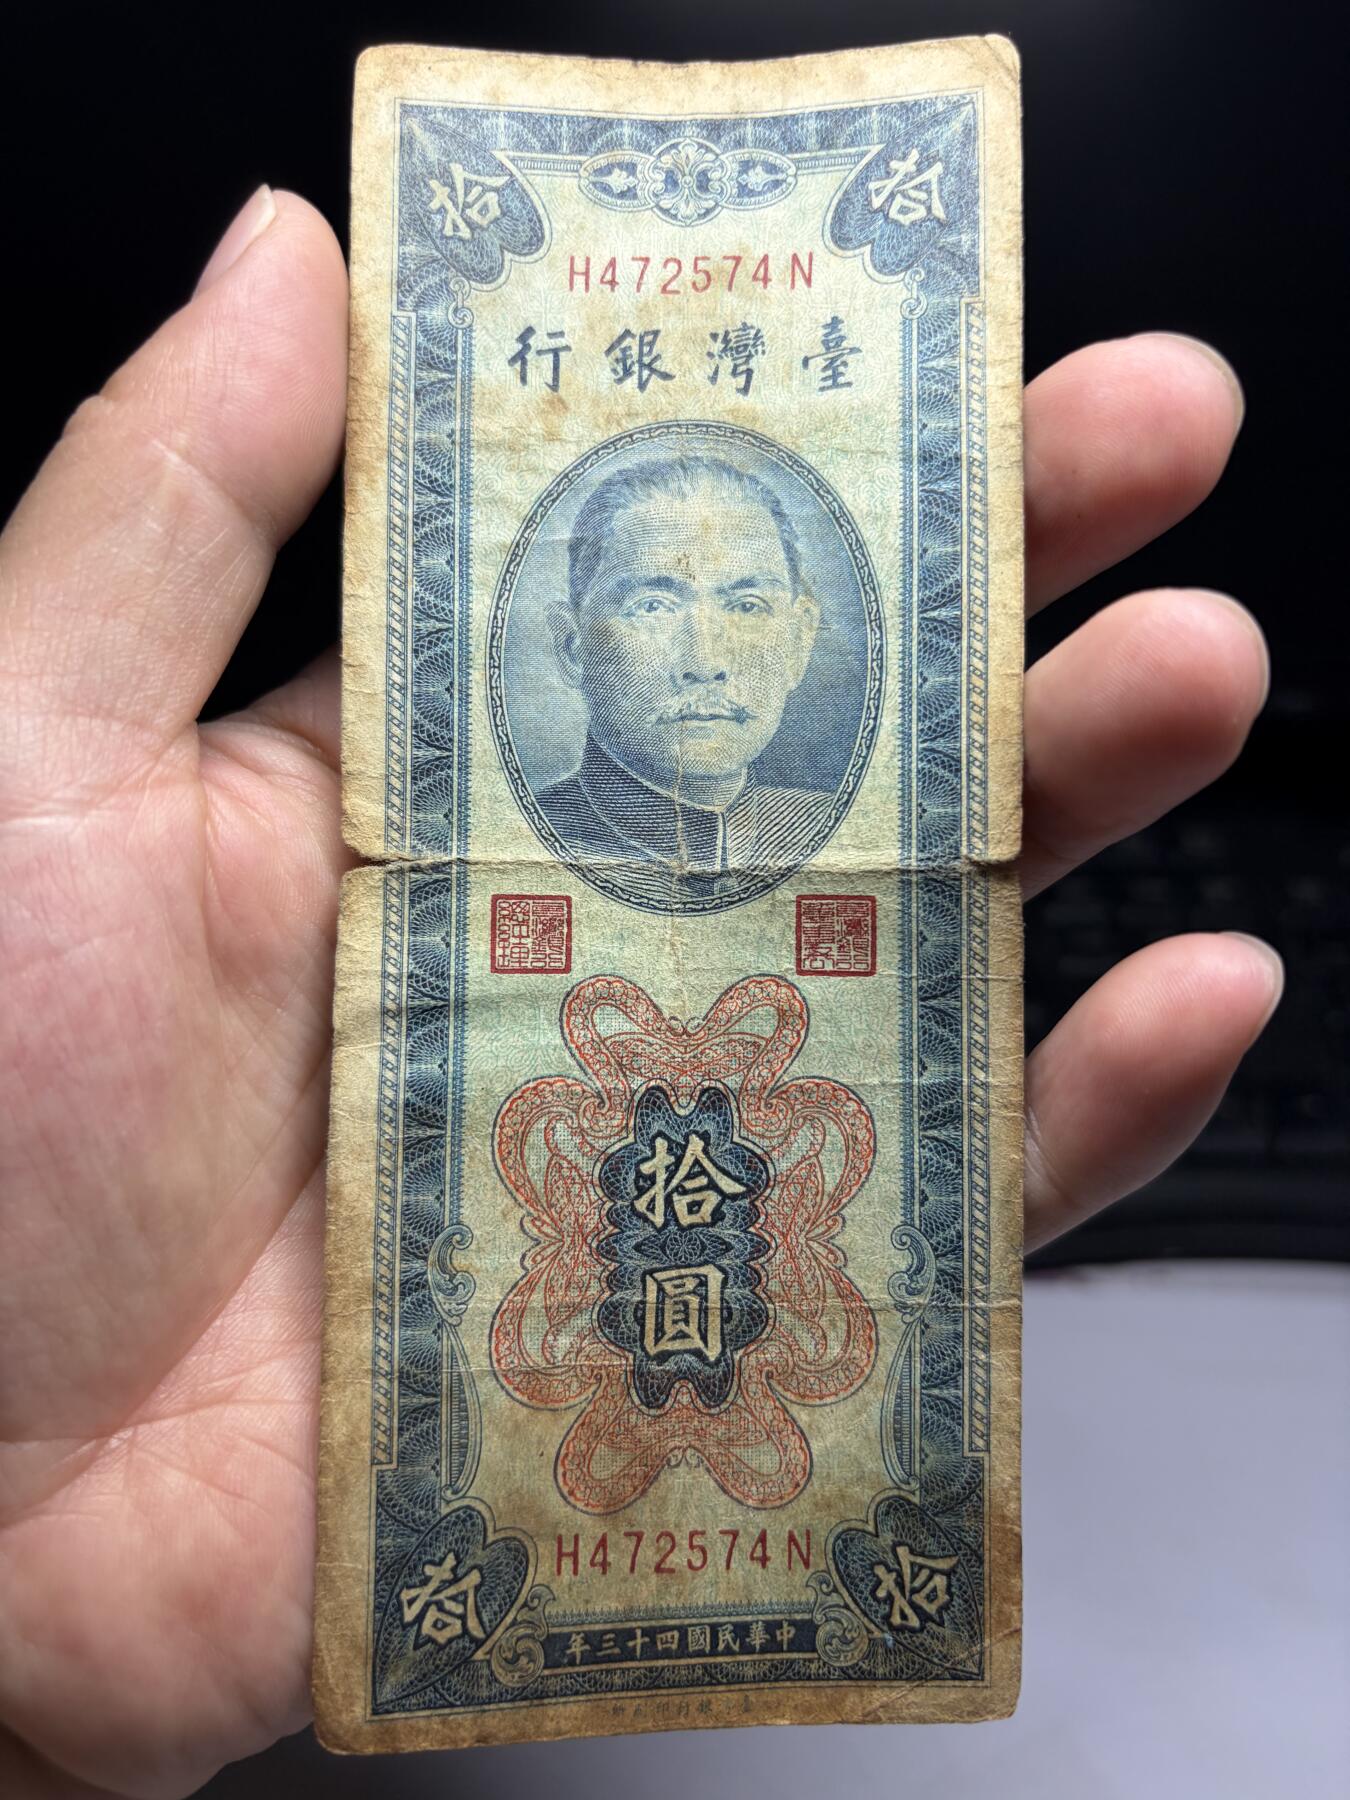 拾 拾
H472574N
臺灣銀行
拾圓
H472574N
拾 拾
中華民國四十三年